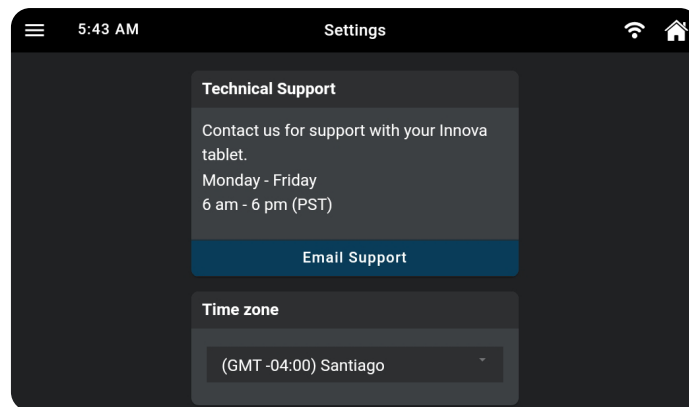 5:43 AM
Settings
Technical Support
Contact us for support with your Innova
tablet.
Monday - Friday
6 am - 6 pm (PST)
Email Support
Time zone
(GMT -04:00) Santiago